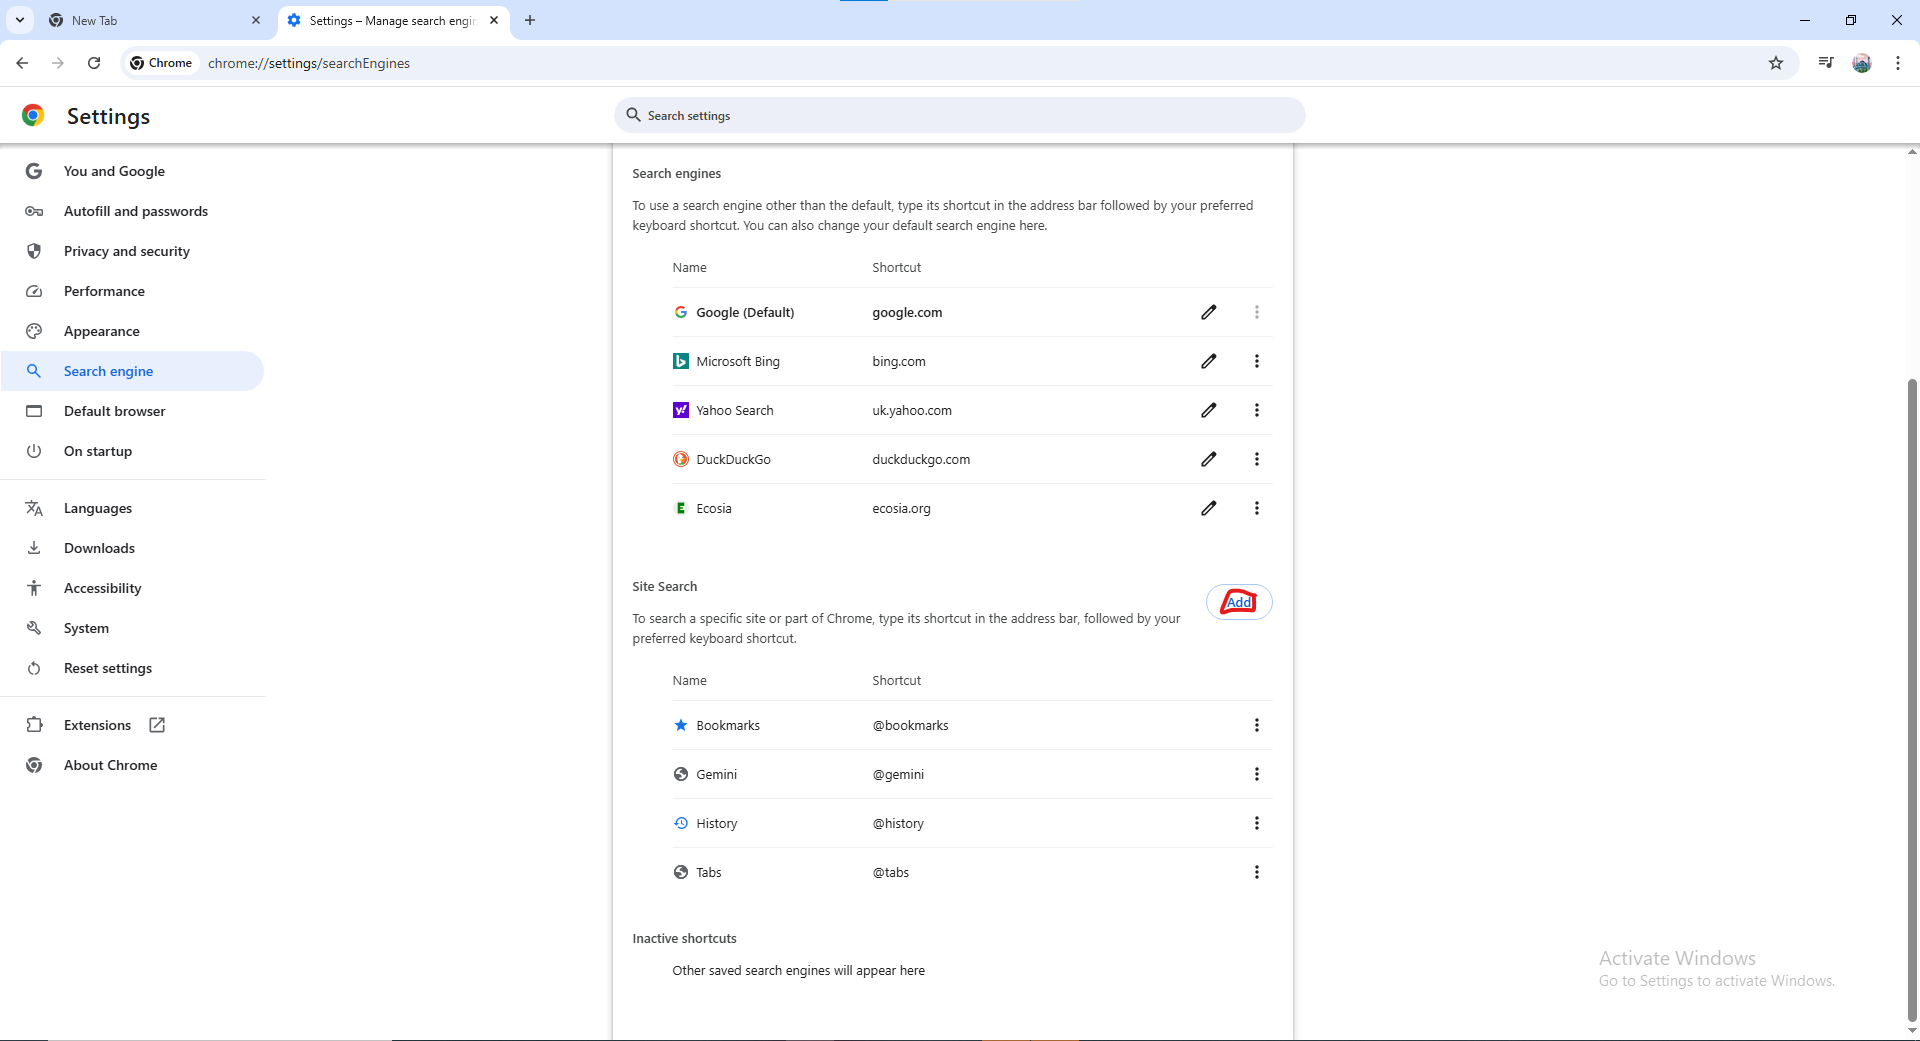 New Tab
Settings – Manage search engin
Chrome
chrome://settings/searchEngines
Settings
Search settings
You and Google
Autofill and passwords
Privacy and security
Performance
Appearance
Search engine
Default browser
On startup
Languages
Downloads
Accessibility
System
Reset settings
Extensions
About Chrome
Search engines
To use a search engine other than the default, type its shortcut in the address bar followed by your preferred
keyboard shortcut. You can also change your default search engine here.
Name Shortcut
Google (Default) google.com
Microsoft Bing bing.com
Yahoo Search uk.yahoo.com
DuckDuckGo duckduckgo.com
Ecosia ecosia.org
Site Search
Add
To search a specific site or part of Chrome, type its shortcut in the address bar, followed by your
preferred keyboard shortcut.
Name Shortcut
Bookmarks @bookmarks
Gemini @gemini
History @history
Tabs @tabs
Inactive shortcuts
Other saved search engines will appear here
Activate Windows
Go to Settings to activate Windows.